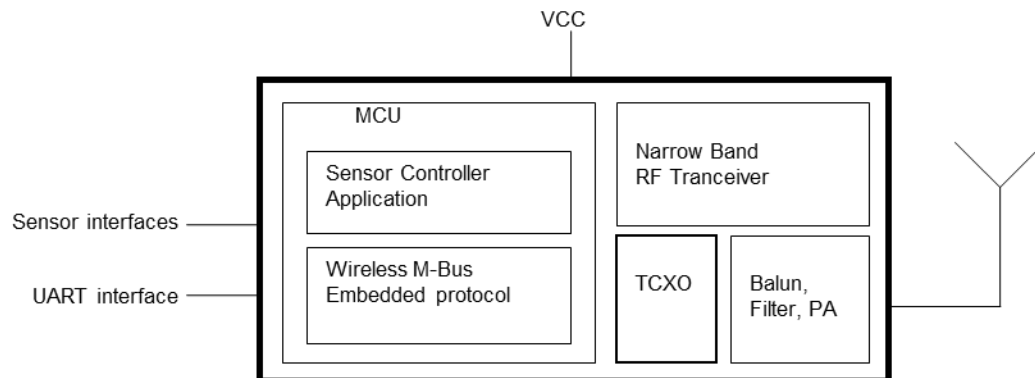 VCC
MCU
Sensor Controller
Application
Wireless M-Bus
Embedded protocol
Narrow Band
RF Tranceiver
TCXO
Balun,
Filter, PA
Sensor interfaces
UART interface